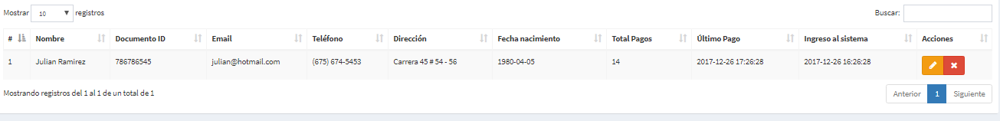 Mostrar 10 registros Buscar:
# Nombre Documento ID Email Teléfono Dirección Fecha nacimiento Total Pagos Último Pago Ingreso al sistema Acciones
1 Julian Ramirez 786786545 julian@hotmail.com (675) 674-5453 Carrera 45 # 54 - 56 1980-04-05 14 2017-12-26 17:26:28 2017-12-26 16:26:28
Mostrando registros del 1 al 1 de un total de 1 Anterior 1 Siguiente